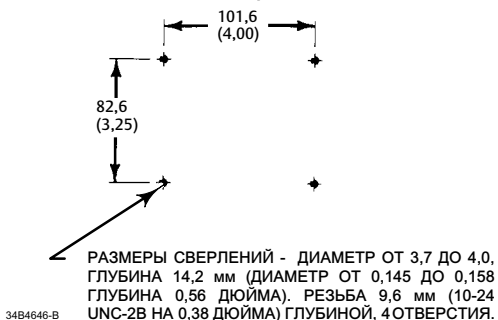 101,6
(4,00)
82,6
(3,25)
РАЗМЕРЫ СВЕРЛЕНИЙ - ДИАМЕТР ОТ 3,7 ДО 4,0,
ГЛУБИНА 14,2 мм (ДИАМЕТР ОТ 0,145 ДО 0,158
ГЛУБИНА 0,56 ДЮЙМА). РЕЗЬБА 9,6 мм (10-24
UNC-2B НА 0,38 ДЮЙМА) ГЛУБИНОЙ, 4 ОТВЕРСТИЯ.
34B4646-B